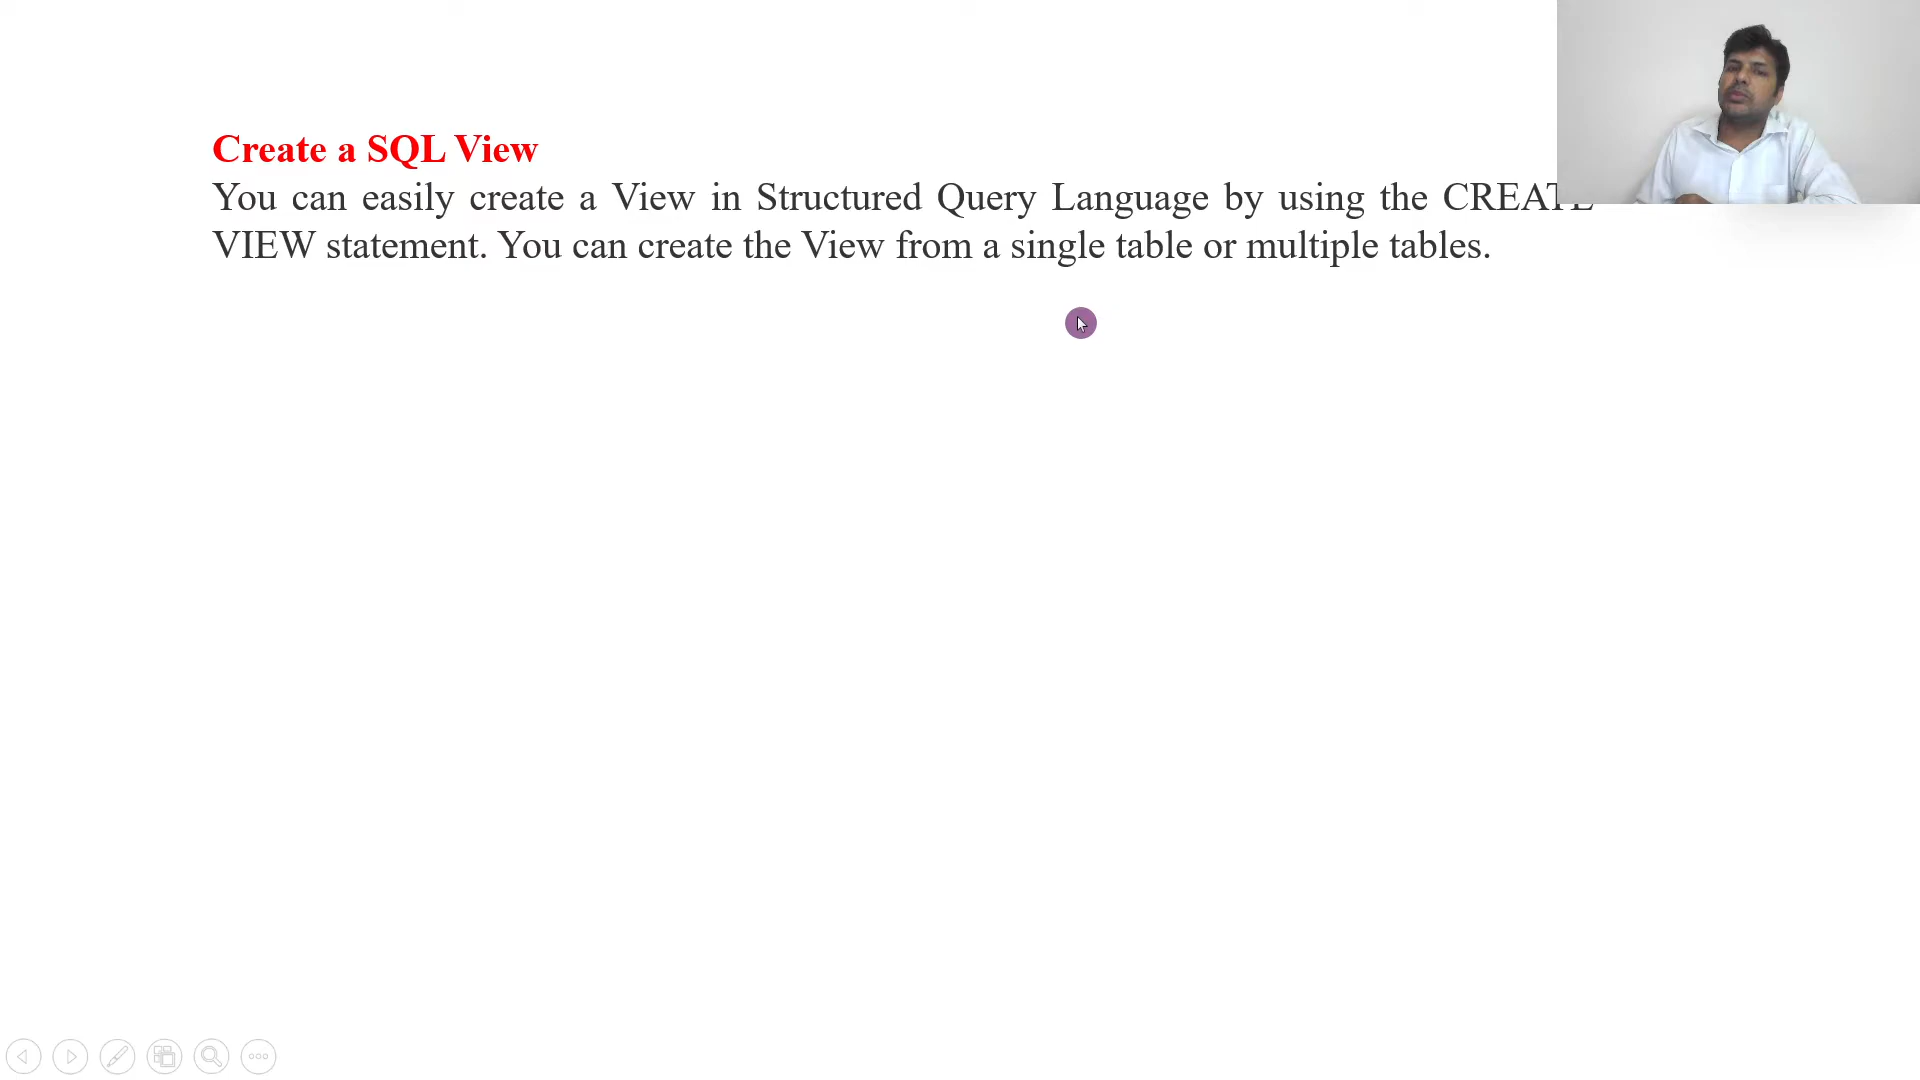 Create a SQL View
You can easily create a View in Structured Query Language by using the CREATE
VIEW statement. You can create the View from a single table or multiple tables.